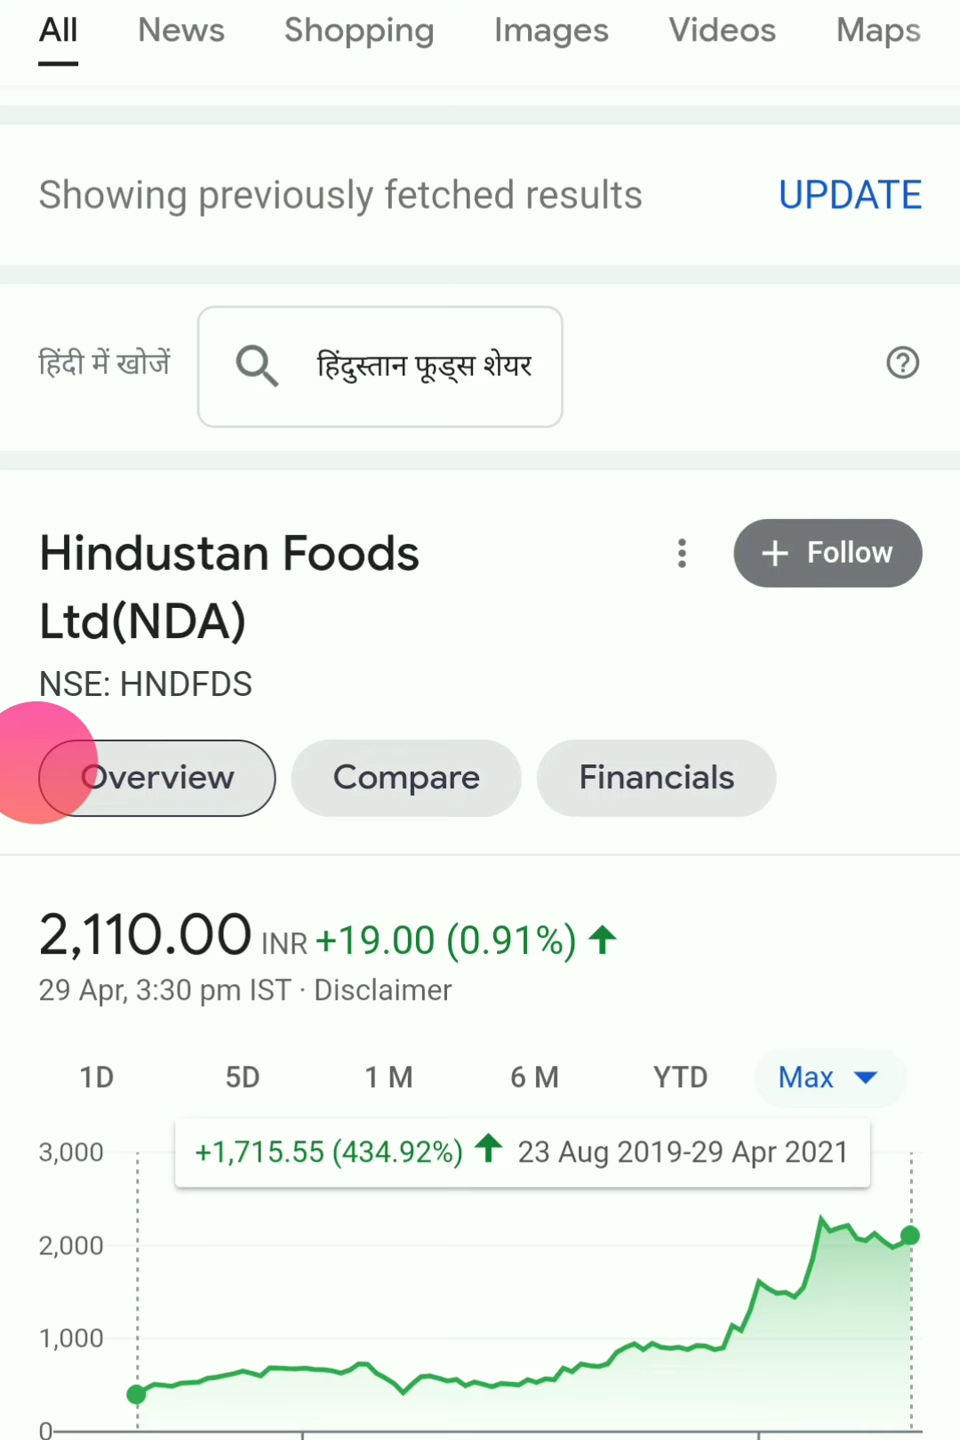 All News Shopping Images Videos Maps
Showing previously fetched results UPDATE
हिंदी में खोजें हिंदुस्तान फूड्स शेयर
Hindustan Foods
Ltd(NDA)
+ Follow
NSE: HNDFDS
Overview Compare Financials
2,110.00 INR +19.00 (0.91%)
29 Apr, 3:30 pm IST · Disclaimer
1D 5D 1 M 6 M YTD Max
+1,715.55 (434.92%) 23 Aug 2019-29 Apr 2021
3,000
2,000
1,000
0